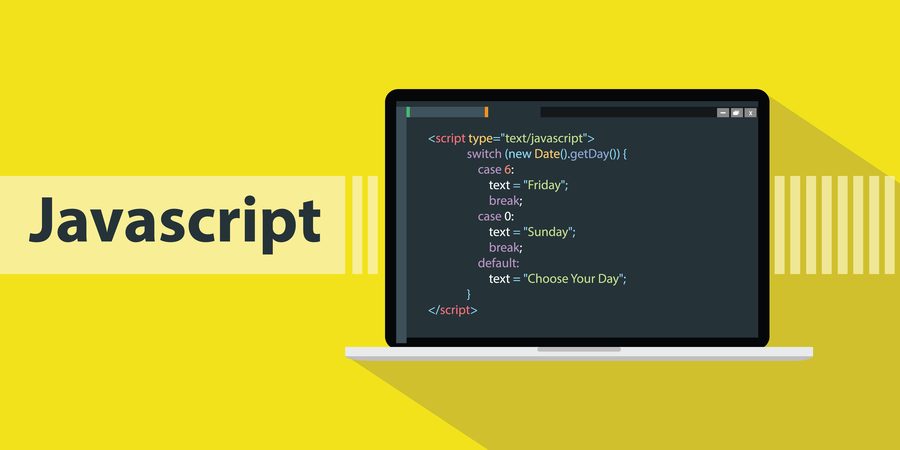 Javascript
<script type="text/javascript">
switch (new Date().getDay()) {
case 6:
text = "Friday";
break;
case 0:
text = "Sunday";
break;
default:
text = "Choose Your Day";
}
</script>